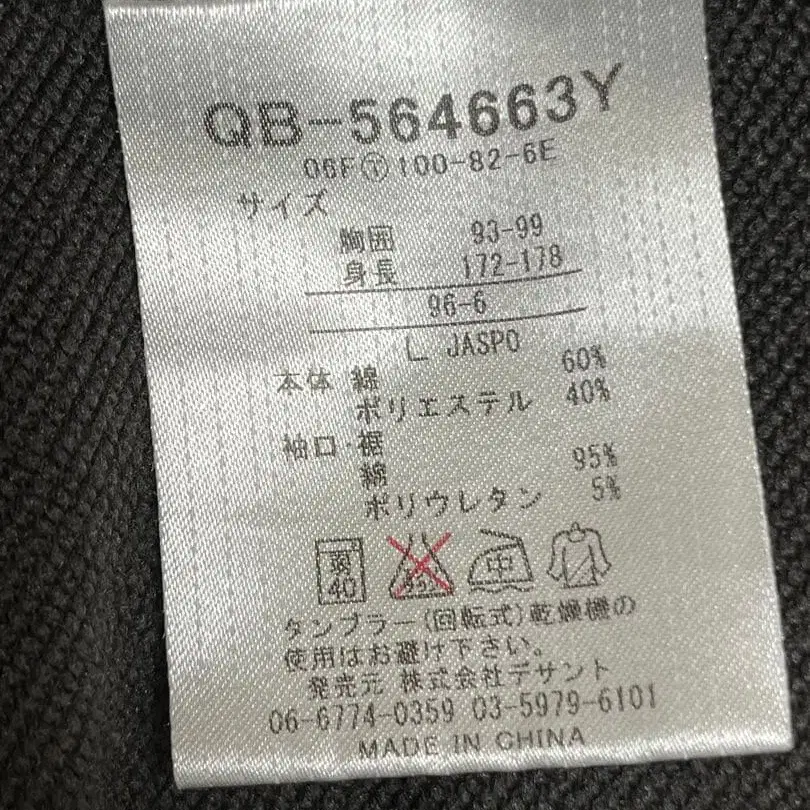 QB-564663Y
06FⓉ100-82-6E
サイズ
胸囲 93-99
身長 172-178
96-6
L JASPO
本体 綿 60%
ポリエステル 40%
袖口・裾
綿 95%
ポリウレタン 5%
弱 40 中
タンブラー(回転式)乾燥機の
使用はお避け下さい。
発売元 株式会社デサント
06-6774-0359 03-5979-6101
MADE IN CHINA